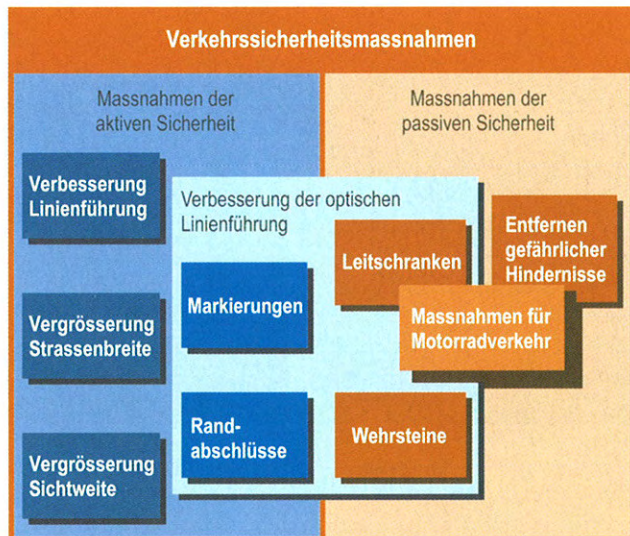 Verkehrssicherheitsmassnahmen
Massnahmen der
aktiven Sicherheit
Massnahmen der
passiven Sicherheit
Verbesserung
Linienführung
Verbesserung der optischen
Linienführung
Leitschranken
Entfernen
gefährlicher
Hindernisse
Markierungen
Massnahmen für
Motorradverkehr
Vergrösserung
Strassenbreite
Rand-
abschlüsse
Wehrsteine
Vergrösserung
Sichtweite